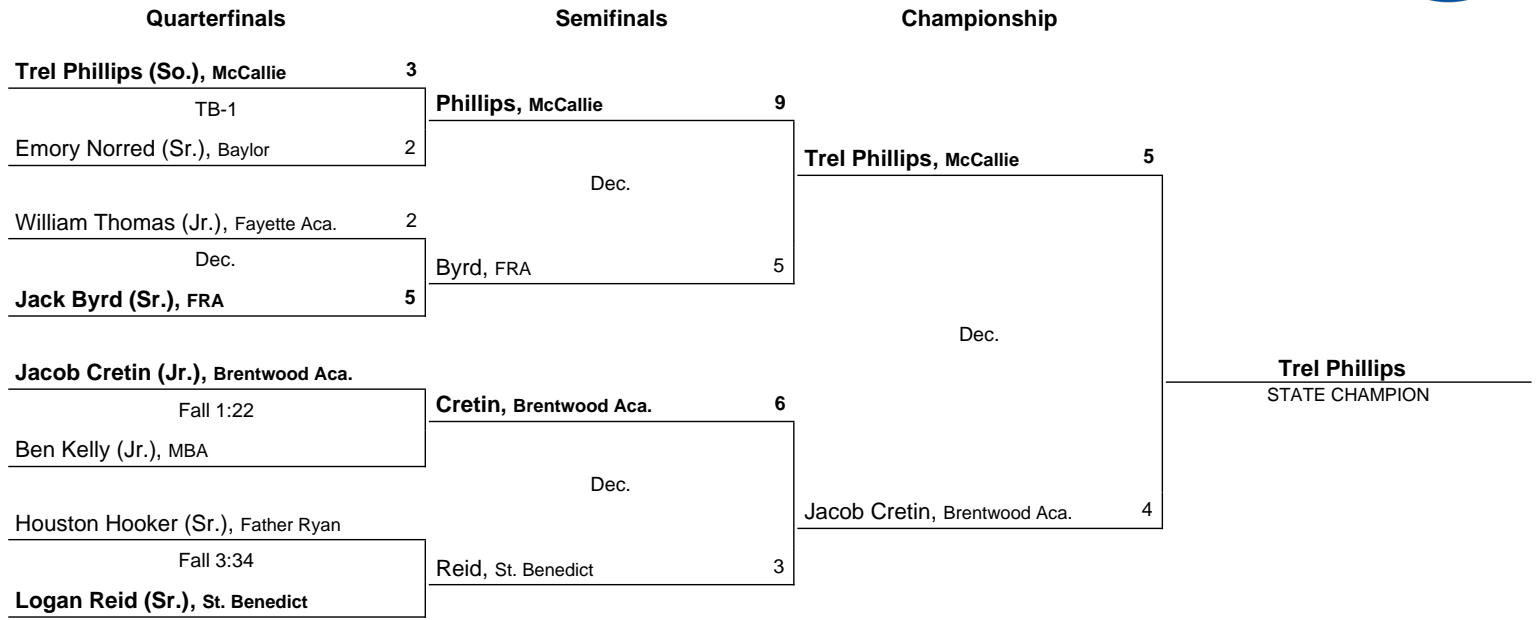 Quarterfinals Semifinals Championship
Trel Phillips (So.), McCallie 3
TB-1
Emory Norred (Sr.), Baylor 2
William Thomas (Jr.), Fayette Aca. 2
Dec.
Jack Byrd (Sr.), FRA 5
Jacob Cretin (Jr.), Brentwood Aca.
Fall 1:22
Ben Kelly (Jr.), MBA
Houston Hooker (Sr.), Father Ryan
Fall 3:34
Logan Reid (Sr.), St. Benedict
Phillips, McCallie 9
Dec.
Byrd, FRA 5
Cretin, Brentwood Aca. 6
Dec.
Reid, St. Benedict 3
Trel Phillips, McCallie 5
Dec.
Jacob Cretin, Brentwood Aca. 4
Trel Phillips
STATE CHAMPION